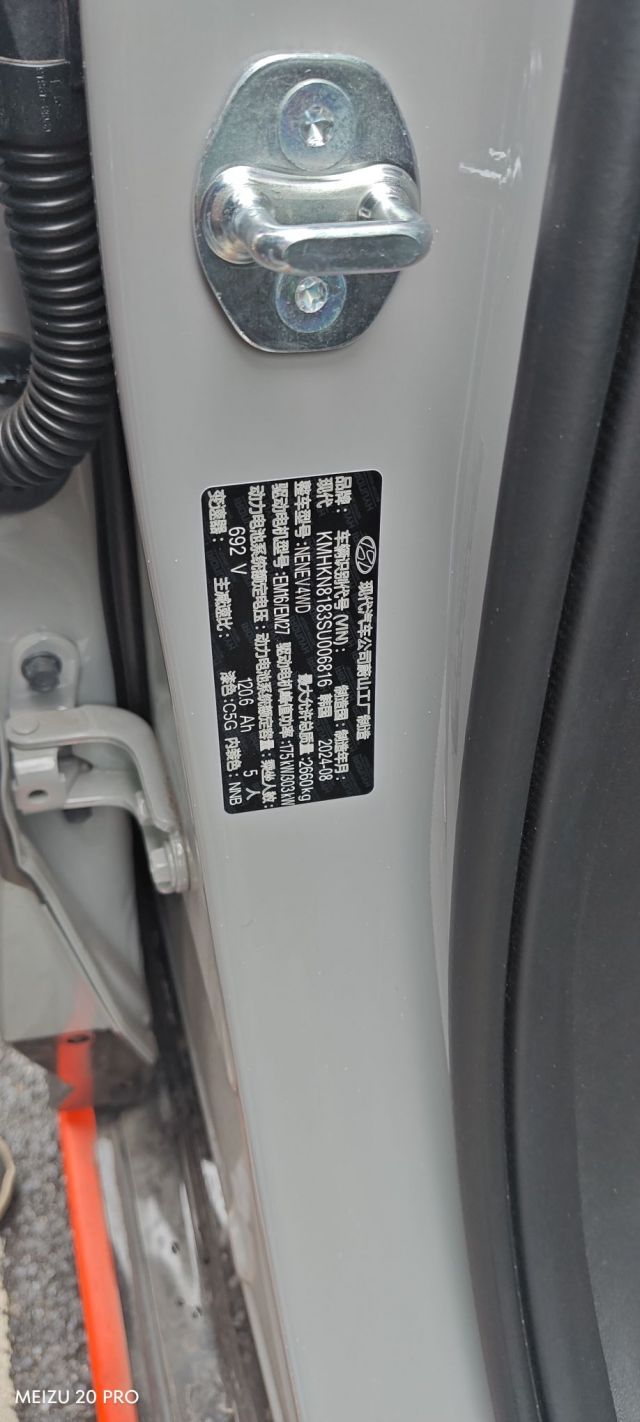 现代汽车公司蔚山工厂制造
品牌： 车辆识别代号 (VIN)： 制造国： 制造年月：
现代 KMHKN8183SU006816 韩国 2024-08
整车型号：NENEV4WD 最大允许总质量：2660kg
驱动电机型号：EM16/EM27 驱动电机峰值功率：175kW/303kW
动力电池系统额定电压： 动力电池系统额定容量： 乘坐人数：
692 V 120.6 Ah 5 人
变速器： 主减速比： 漆色：C5G 内装色：NNB
MEIZU 20 PRO